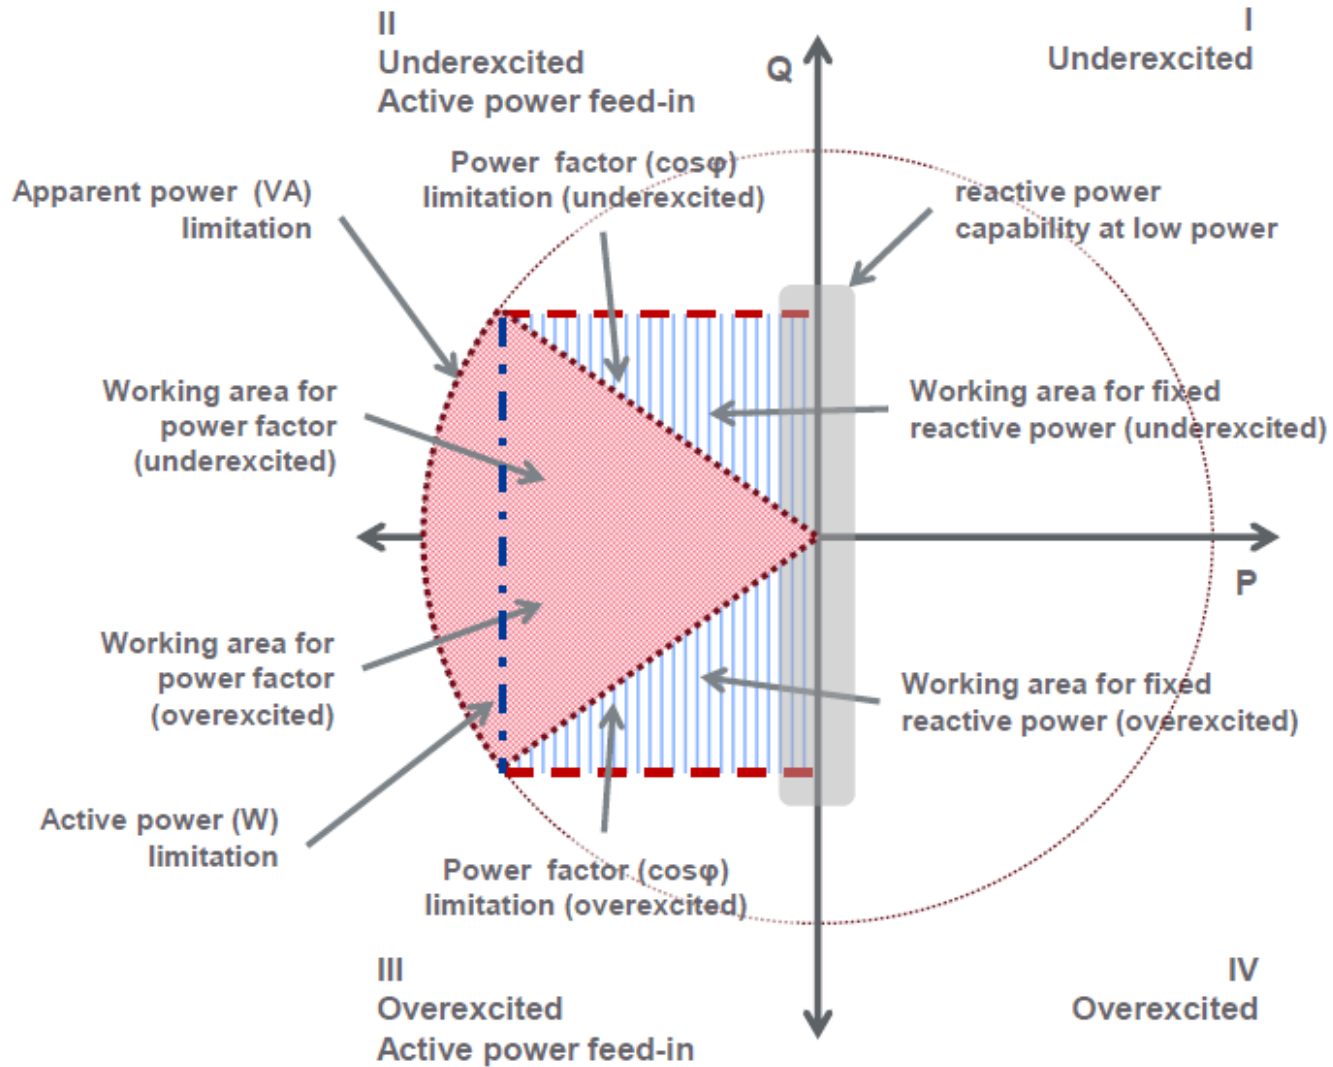 II
Underexcited
Active power feed-in
I
Underexcited
Q
Power factor (cosφ)
limitation (underexcited)
Apparent power (VA)
limitation
reactive power
capability at low power
Working area for
power factor
(underexcited)
Working area for fixed
reactive power (underexcited)
P
Working area for
power factor
(overexcited)
Working area for fixed
reactive power (overexcited)
Active power (W)
limitation
Power factor (cosφ)
limitation (overexcited)
III
Overexcited
Active power feed-in
IV
Overexcited